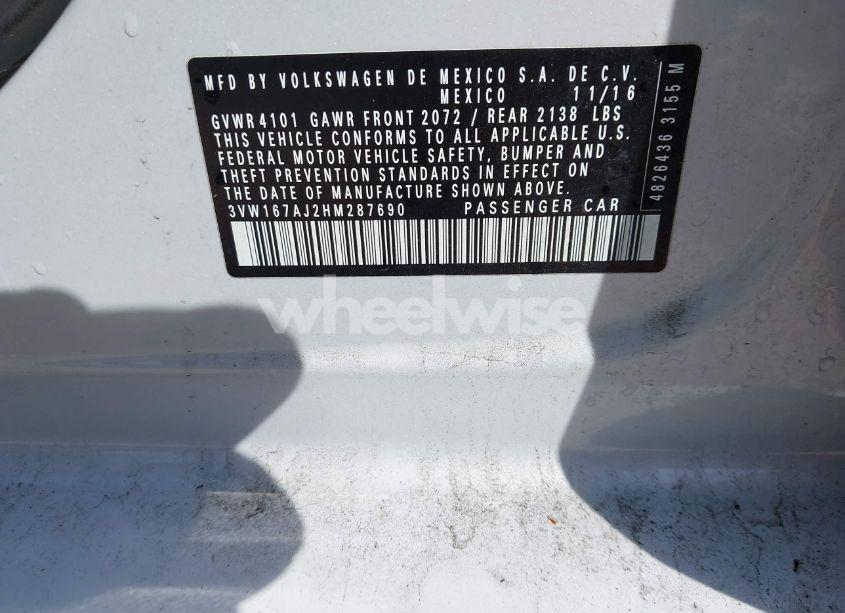 MFD BY VOLKSWAGEN DE MEXICO S.A. DE C.V.
MEXICO 11/16
GVWR 4101 GAWR FRONT 2072 / REAR 2138 LBS
THIS VEHICLE CONFORMS TO ALL APPLICABLE U.S.
FEDERAL MOTOR VEHICLE SAFETY, BUMPER AND
THEFT PREVENTION STANDARDS IN EFFECT ON
THE DATE OF MANUFACTURE SHOWN ABOVE.
3VW167AJ2HM287690 PASSENGER CAR
4826436 3155 M
wheelwise